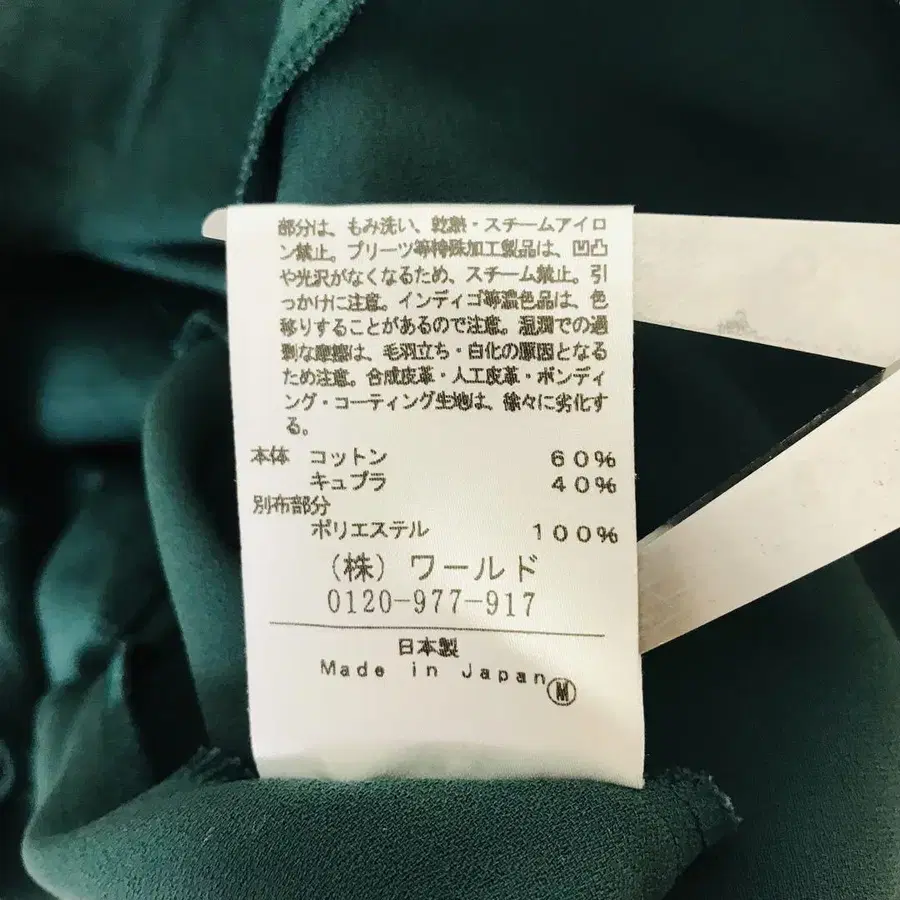 部分は、もみ洗い、乾熱・スチームアイロ
ン禁止。プリーツ等特殊加工製品は、凹凸
や光沢がなくなるため、スチーム禁止。引
っかけに注意。インディゴ等濃色品は、色
移りすることがあるので注意。湿潤での過
剰な摩擦は、毛羽立ち・白化の原因となる
ため注意。合成皮革・人工皮革・ボンディ
ング・コーティング生地は、徐々に劣化す
る。
本体 コットン 60%
キュプラ 40%
別布部分
ポリエステル 100%
(株)ワールド
0120-977-917
日本製
Made in Japan
Ⓜ